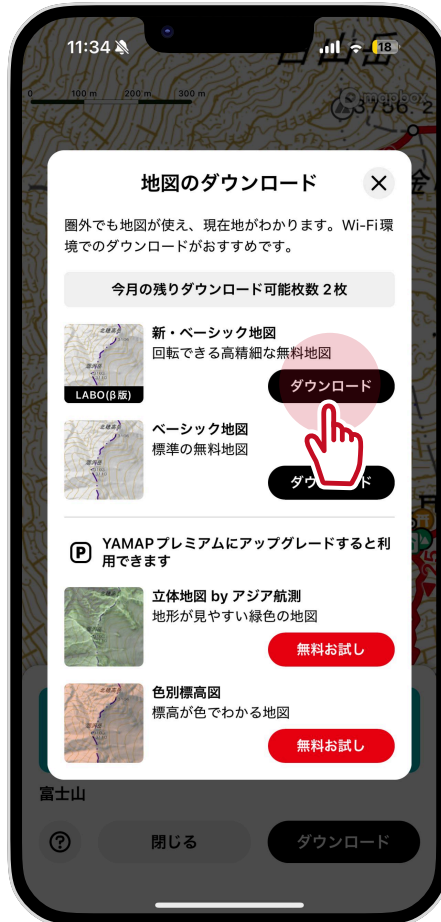 11:34
18
白山岳
0 100 m 200 m 300 m
mapbox
3756.2
金
地図のダウンロード
圏外でも地図が使え、現在地がわかります。Wi-Fi環
境でのダウンロードがおすすめです。
今月の残りダウンロード可能枚数 2 枚
新・ベーシック地図
回転できる高精細な無料地図
LABO(β版)
ダウンロード
ベーシック地図
標準の無料地図
P
YAMAPプレミアムにアップグレードすると利
用できます
立体地図 by アジア航測
地形が見やすい緑色の地図
無料お試し
色別標高図
標高が色でわかる地図
無料お試し
富士山
?
閉じる
ダウンロード